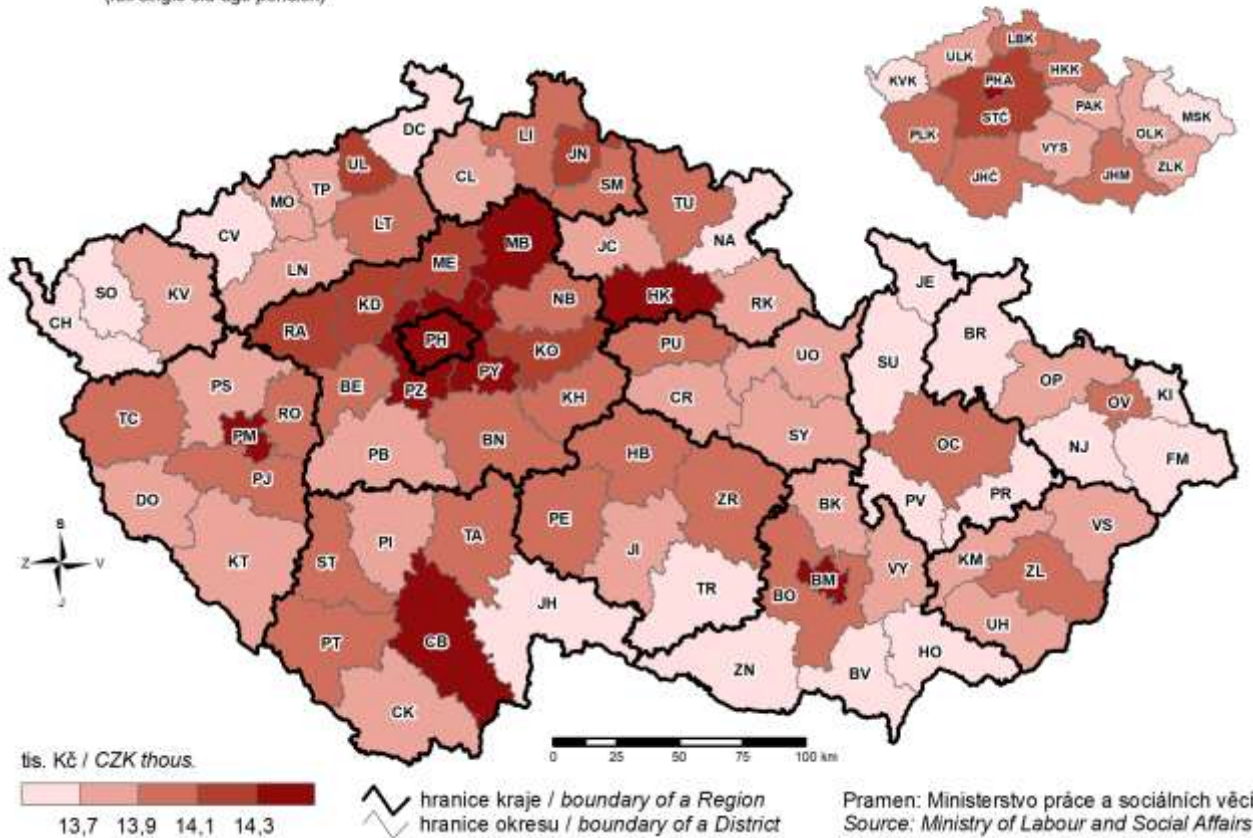 (full single old-age pension)
LBK
ULK
KVK
HKK
PHA
PAK
STČ
MSK
PLK
OLK
VYS
ZLK
JHČ
JHM
DC
LI
UL
JN
TP
CL
SM
MO
TU
LT
CV
MB
NA
JC
ME
LN
SO
KV
JE
KD
NB
HK
RK
CH
RA
BR
PH
PU
KO
UO
SU
PY
PZ
BE
PS
OP
RO
KH
CR
OV
KI
TC
PM
OC
SY
BN
PB
HB
NJ
FM
PJ
PV
PR
DO
ZR
BK
VS
PE
TA
PI
JI
KT
ST
KM
VY
ZL
BM
BO
TR
JH
UH
PT
CB
HO
ZN
BV
CK
S
Z V
J
0 25 50 75 100 km
tis. Kč / CZK thous.
13,7 13,9 14,1 14,3
hranice kraje / boundary of a Region
hranice okresu / boundary of a District
Pramen: Ministerstvo práce a sociálních věcí
Source: Ministry of Labour and Social Affairs